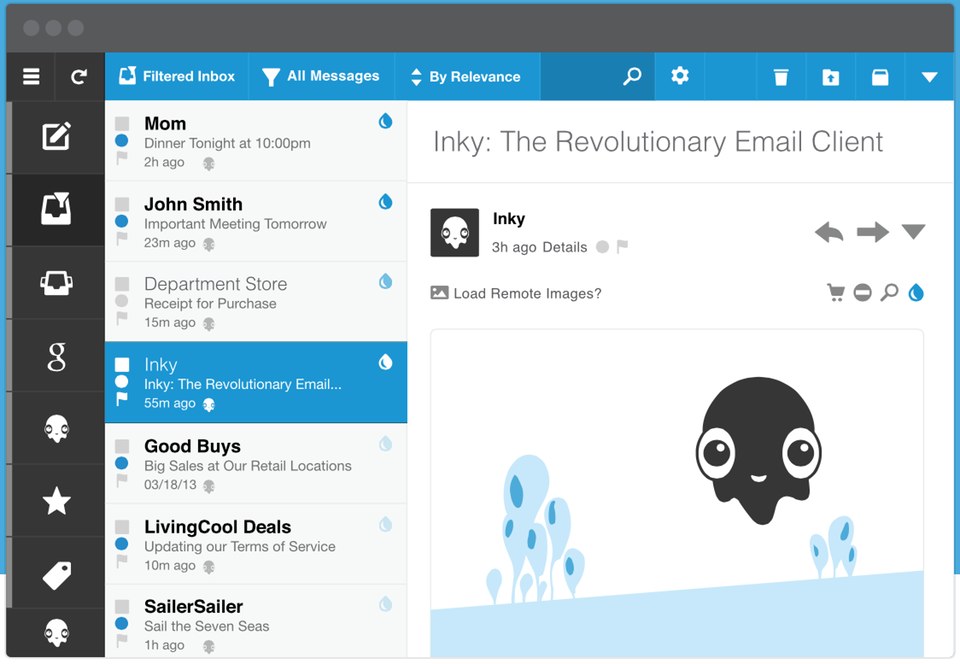 Filtered Inbox
All Messages
By Relevance
Mom
Dinner Tonight at 10:00pm
2h ago
John Smith
Important Meeting Tomorrow
23m ago
Department Store
Receipt for Purchase
15m ago
Inky
Inky: The Revolutionary Email...
55m ago
Good Buys
Big Sales at Our Retail Locations
03/18/13
LivingCool Deals
Updating our Terms of Service
10m ago
SailerSailer
Sail the Seven Seas
1h ago
g
Inky: The Revolutionary Email Client
Inky
3h ago Details
Load Remote Images?